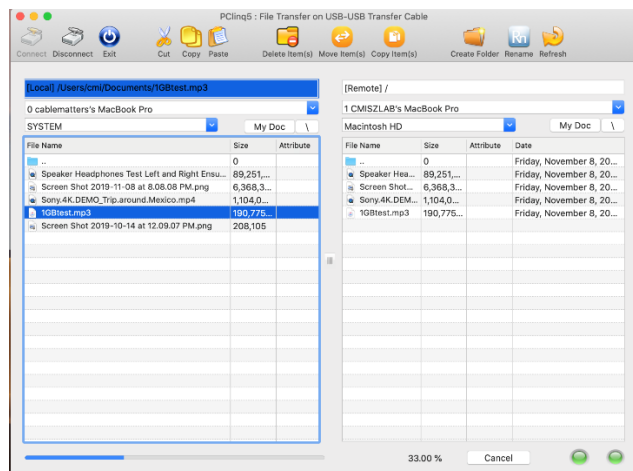 PClinq5 : File Transfer on USB-USB Transfer Cable
Connect Disconnect Exit Cut Copy Paste Delete Item(s) Move Item(s) Copy Item(s) Create Folder Rename Refresh
Rn
[Local] /Users/cml/Documents/1GBtest.mp3
0 cablematters's MacBook Pro
SYSTEM My Doc \
File Name Size Attribute
.. 0
Speaker Headphones Test Left and Right Ensu... 89,251,...
Screen Shot 2019-11-08 at 8.08.08 PM.png 6,368,3...
Sony.4K.DEMO_Trip.around.Mexico.mp4 1,104,0...
1GBtest.mp3 190,775...
Screen Shot 2019-10-14 at 12.09.07 PM.png 208,105
[Remote] /
1 CMISZLAB's MacBook Pro
Macintosh HD My Doc \
File Name Size Attribute Date
.. 0 Friday, November 8, 20...
Speaker Hea... 89,251,... Friday, November 8, 20...
Screen Shot... 6,368,3... Friday, November 8, 20...
Sony.4K.DEM... 1,104,0... Friday, November 8, 20...
1GBtest.mp3 190,775... Friday, November 8, 20...
33.00 % Cancel